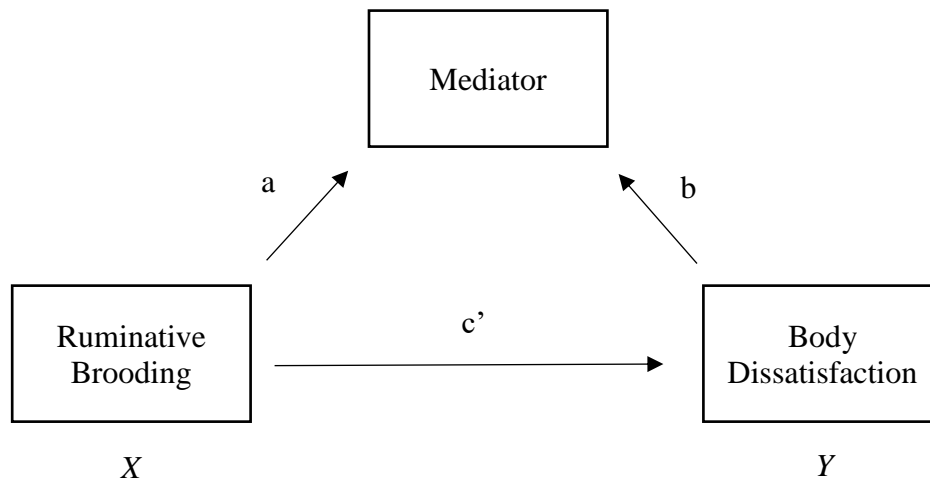 Mediator
a
b
Ruminative
Brooding
c’
Body
Dissatisfaction
X
Y